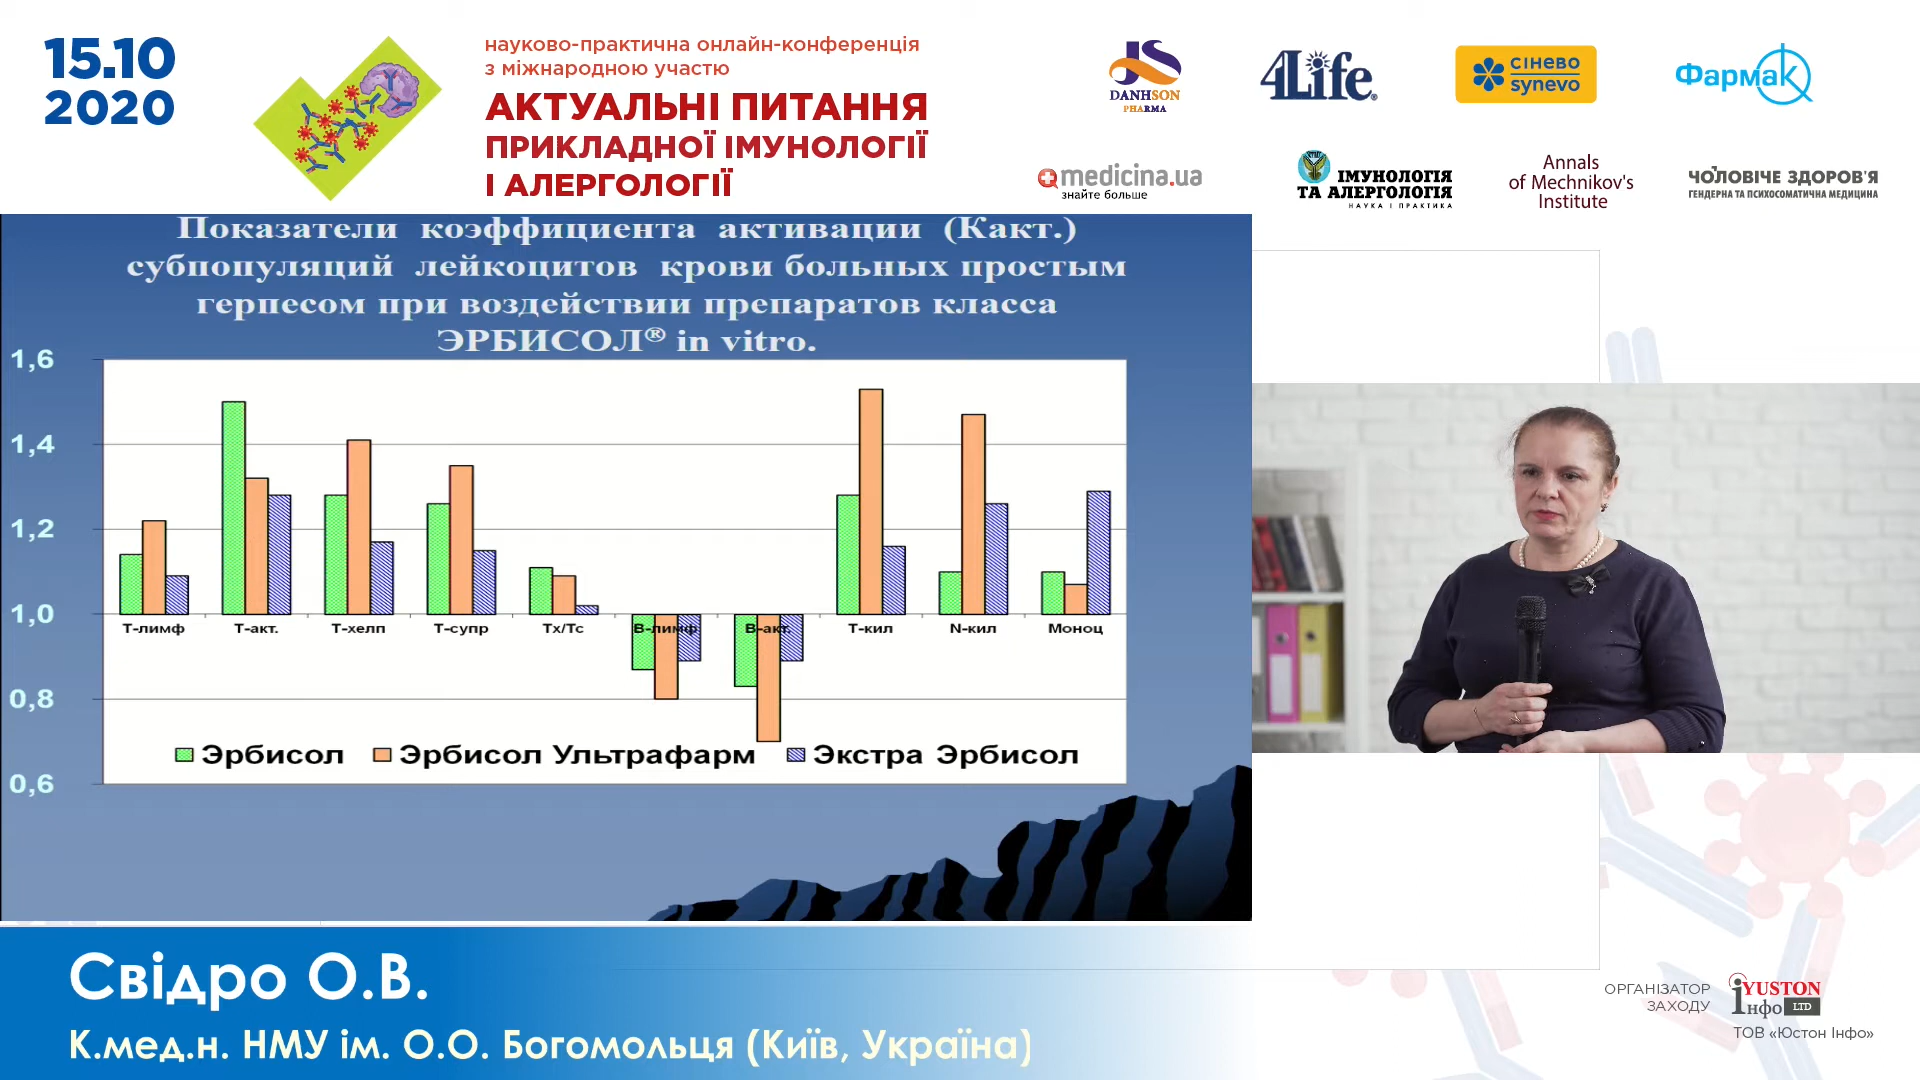 15.10
2020
науково-практична онлайн-конференція
з міжнародною участю
АКТУАЛЬНІ ПИТАННЯ
ПРИКЛАДНОЇ ІМУНОЛОГІЇ
І АЛЕРГОЛОГІЇ
DANHSON
PHARMA
4Life®
сінево
synevo
Фармак
medicina.ua
знайте больше
ІМУНОЛОГІЯ
ТА АЛЕРГОЛОГІЯ
НАУКА І ПРАКТИКА
Annals
of Mechnikov's
Institute
ЧОЛОВІЧЕ ЗДОРОВ'Я
ГЕНДЕРНА ТА ПСИХОСОМАТИЧНА МЕДИЦИНА
Показатели коэффициента активации (Какт.)
субпопуляций лейкоцитов крови больных простым
герпесом при воздействии препаратов класса
ЭРБИСОЛ® in vitro.
1,6
1,4
1,2
1,0
0,8
0,6
Т-лимф Т-акт. Т-хелп Т-супр Тх/Тс В-лимф В-акт. Т-кил N-кил Моноц
Эрбисол Эрбисол Ультрафарм Экстра Эрбисол
Свідро О.В.
К.мед.н. НМУ ім. О.О. Богомольця (Київ, Україна)
ОРГАНІЗАТОР
ЗАХОДУ
YUSTON
інфо LTD
ТОВ «Юстон Інфо»